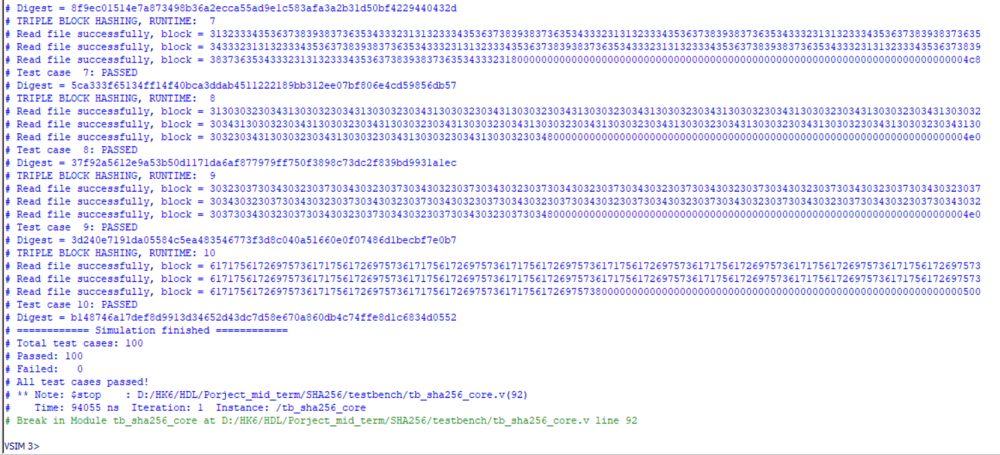 # Digest = 8f9ec01514e7a873498b36a2ecca55ad9e1c583afa3a2b31d50bf4229440432d
# TRIPLE BLOCK HASHING, RUNTIME:  7
# Read file successfully, block = 31323334353637383938373635343332313132333435363738393837363534333231313233343536373839383736353433323131323334353637383938373635
# Read file successfully, block = 34333231313233343536373839383736353433323131323334353637383938373635343332313132333435363738393837363534333231313233343536373839
# Read file successfully, block = 383736353433323131323334353637383938373635343332318000000000000000000000000000000000000000000000000000000000000000000000000004c8
# Test case  7: PASSED
# Digest = 5ca333f65134ff14f40bca3ddab4511222189bb312ee07bf806e4cd59856db57
# TRIPLE BLOCK HASHING, RUNTIME:  8
# Read file successfully, block = 31303032303431303032303431303032303431303032303431303032303431303032303431303032303431303032303431303032303431303032303431303032
# Read file successfully, block = 30343130303230343130303230343130303230343130303230343130303230343130303230343130303230343130303230343130303230343130303230343130
# Read file successfully, block = 303230343130303230343130303230343130303230343130303230348000000000000000000000000000000000000000000000000000000000000000000004e0
# Test case  8: PASSED
# Digest = 37f92a5612e9a53b50d1171da6af877979ff750f3898c73dc2f839bd9931a1ec
# TRIPLE BLOCK HASHING, RUNTIME:  9
# Read file successfully, block = 30323037303430323037303430323037303430323037303430323037303430323037303430323037303430323037303430323037303430323037303430323037
# Read file successfully, block = 30343032303730343032303730343032303730343032303730343032303730343032303730343032303730343032303730343032303730343032303730343032
# Read file successfully, block = 303730343032303730343032303730343032303730343032303730348000000000000000000000000000000000000000000000000000000000000000000004e0
# Test case  9: PASSED
# Digest = 3d240e7191da05584c5ea483546773f3d8c040a51660e0f07486d1becbf7e0b7
# TRIPLE BLOCK HASHING, RUNTIME: 10
# Read file successfully, block = 61717561726975736171756172697573617175617269757361717561726975736171756172697573617175617269757361717561726975736171756172697573
# Read file successfully, block = 61717561726975736171756172697573617175617269757361717561726975736171756172697573617175617269757361717561726975736171756172697573
# Read file successfully, block = 61717561726975736171756172697573617175617269757361717561726975738000000000000000000000000000000000000000000000000000000000000500
# Test case 10: PASSED
# Digest = b148746a17def8d9913d34652d43dc7d58e670a860db4c74ffe8d1c6834d0552
# ============ Simulation finished ============
# Total test cases: 100
# Passed: 100
# Failed:   0
# All test cases passed!
# ** Note: $stop    : D:/HK6/HDL/Porject_mid_term/SHA256/testbench/tb_sha256_core.v(92)
#    Time: 94055 ns  Iteration: 1  Instance: /tb_sha256_core
# Break in Module tb_sha256_core at D:/HK6/HDL/Porject_mid_term/SHA256/testbench/tb_sha256_core.v line 92
VSIM 3>